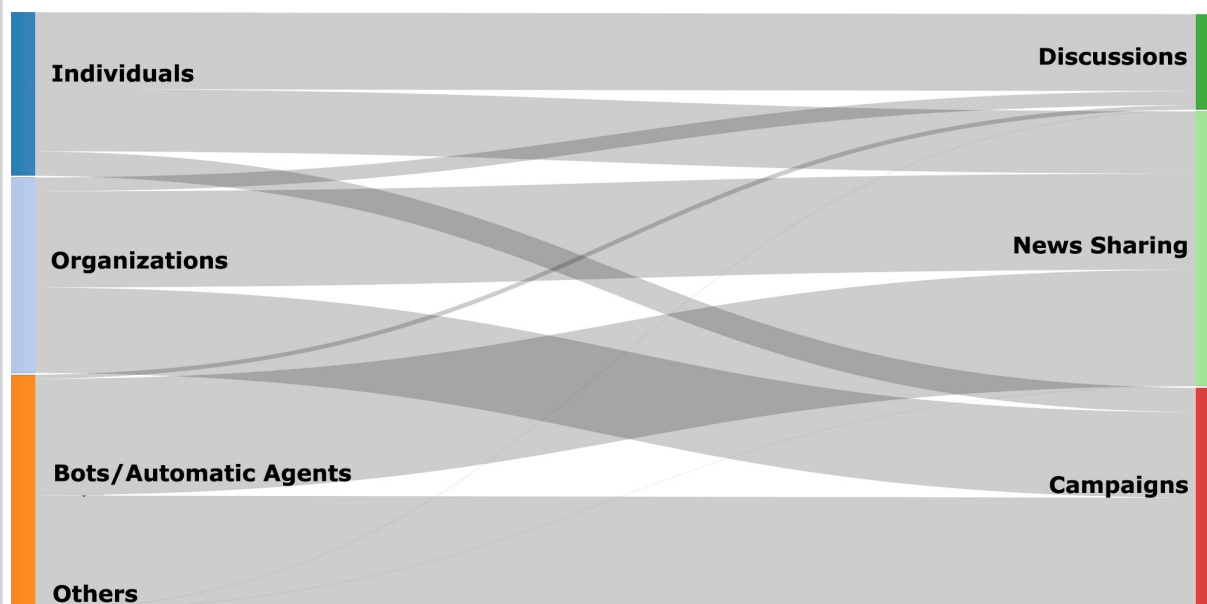 Individuals
Discussions
News Sharing
Organizations
Bots/Automatic Agents
Campaigns
Others